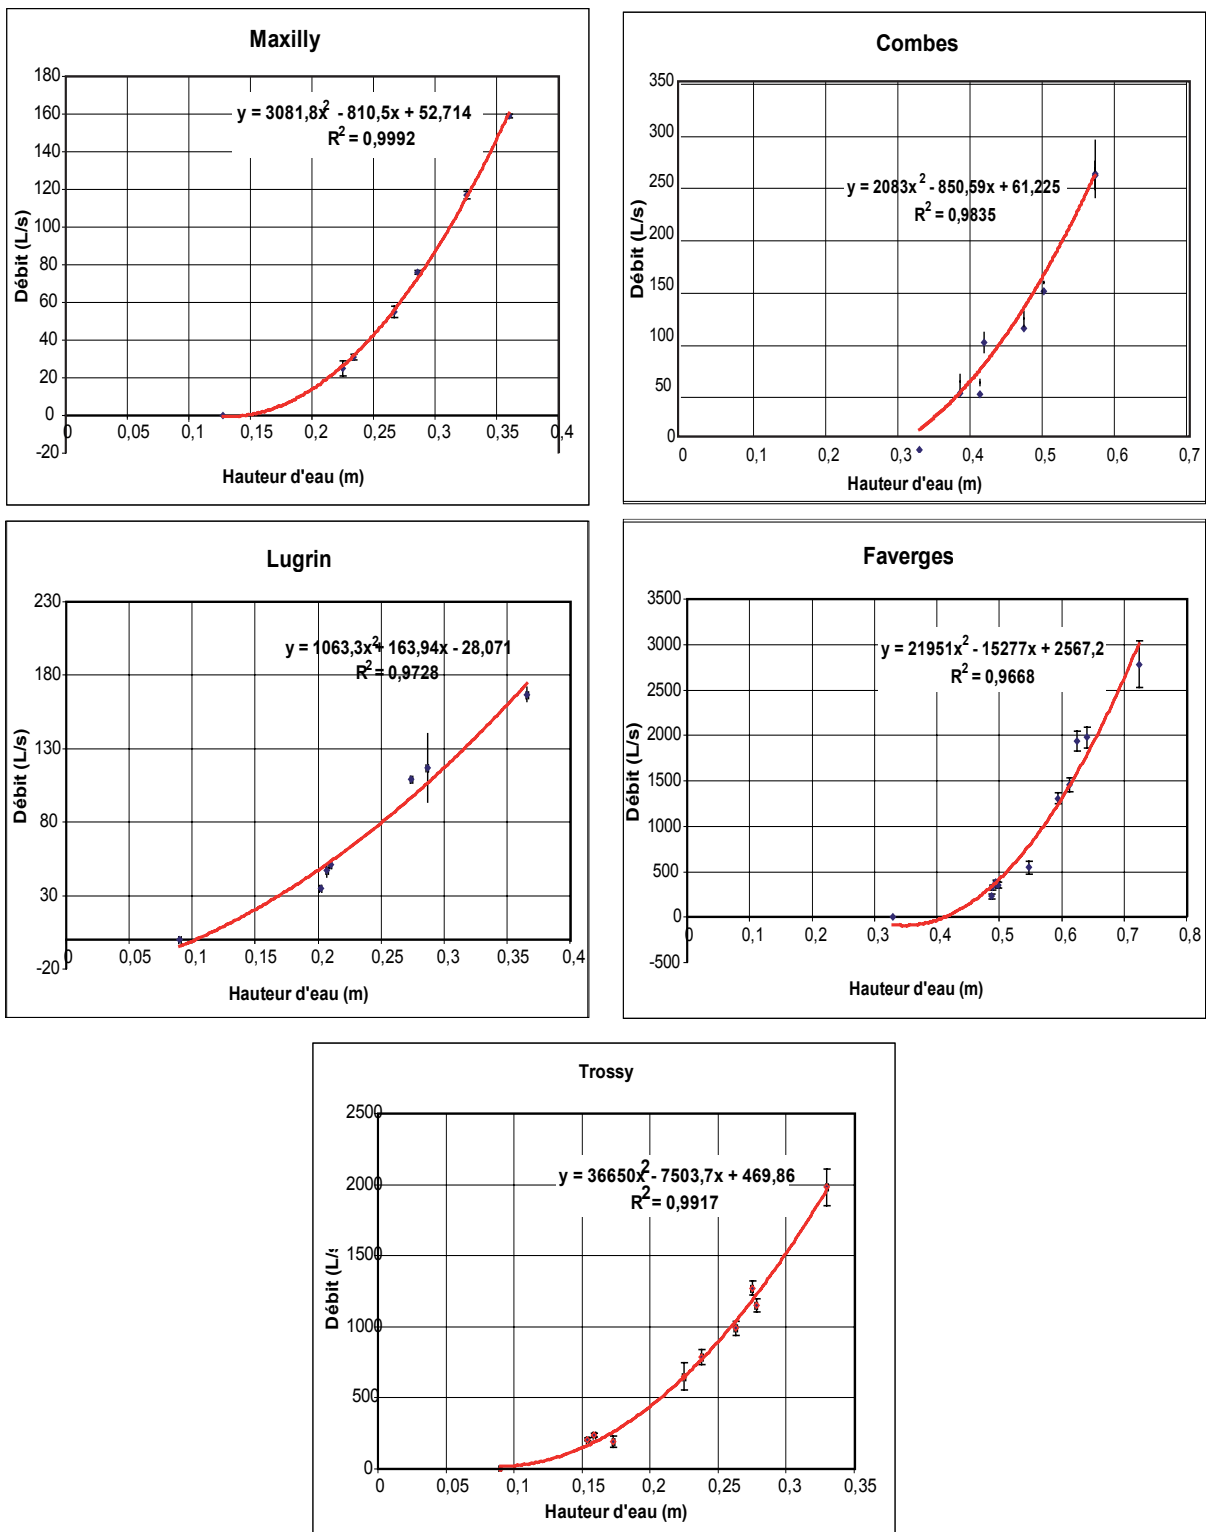 Maxilly
180
160
140
120
100
80
60
40
20
0
-20
y = 3081,8x² - 810,5x + 52,714
R² = 0,9992
Débit (L/s)
0 0,05 0,1 0,15 0,2 0,25 0,3 0,35 0,4
Hauteur d'eau (m)
Combes
350
300
250
200
150
100
50
0
y = 2083x² - 850,59x + 61,225
R² = 0,9835
Débit (L/s)
0 0,1 0,2 0,3 0,4 0,5 0,6 0,7
Hauteur d'eau (m)
Lugrin
230
180
130
80
30
-20
y = 1063,3x² + 163,94x - 28,071
R² = 0,9728
Débit (L/s)
0 0,05 0,1 0,15 0,2 0,25 0,3 0,35 0,4
Hauteur d'eau (m)
Faverges
3500
3000
2500
2000
1500
1000
500
0
-500
y = 21951x² - 15277x + 2567,2
R² = 0,9668
Débit (L/s)
0 0,1 0,2 0,3 0,4 0,5 0,6 0,7 0,8
Hauteur d'eau (m)
Trossy
2500
2000
1500
1000
500
0
y = 36650x² - 7503,7x + 469,86
R² = 0,9917
Débit (L/s
0 0,05 0,1 0,15 0,2 0,25 0,3 0,35
Hauteur d'eau (m)